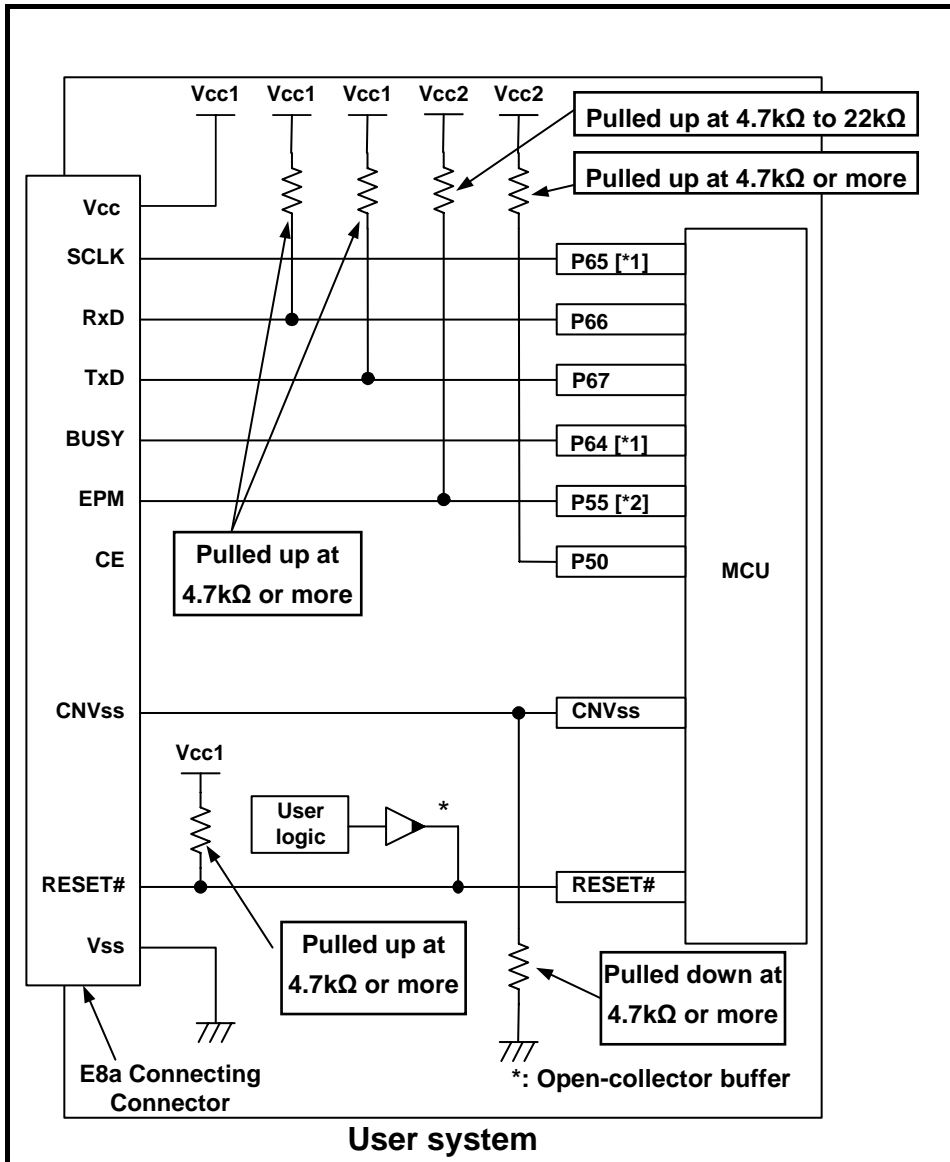 Vcc1 Vcc1 Vcc1 Vcc2 Vcc2
Pulled up at 4.7kΩ to 22kΩ
Pulled up at 4.7kΩ or more
Vcc
SCLK
P65 [*1]
RxD
P66
TxD
P67
BUSY
P64 [*1]
EPM
P55 [*2]
CE
P50
MCU
Pulled up at
4.7kΩ or more
CNVss
CNVss
Vcc1
User
logic
*
RESET#
RESET#
Vss
Pulled up at
4.7kΩ or more
Pulled down at
4.7kΩ or more
E8a Connecting
Connector
*: Open-collector buffer
User system